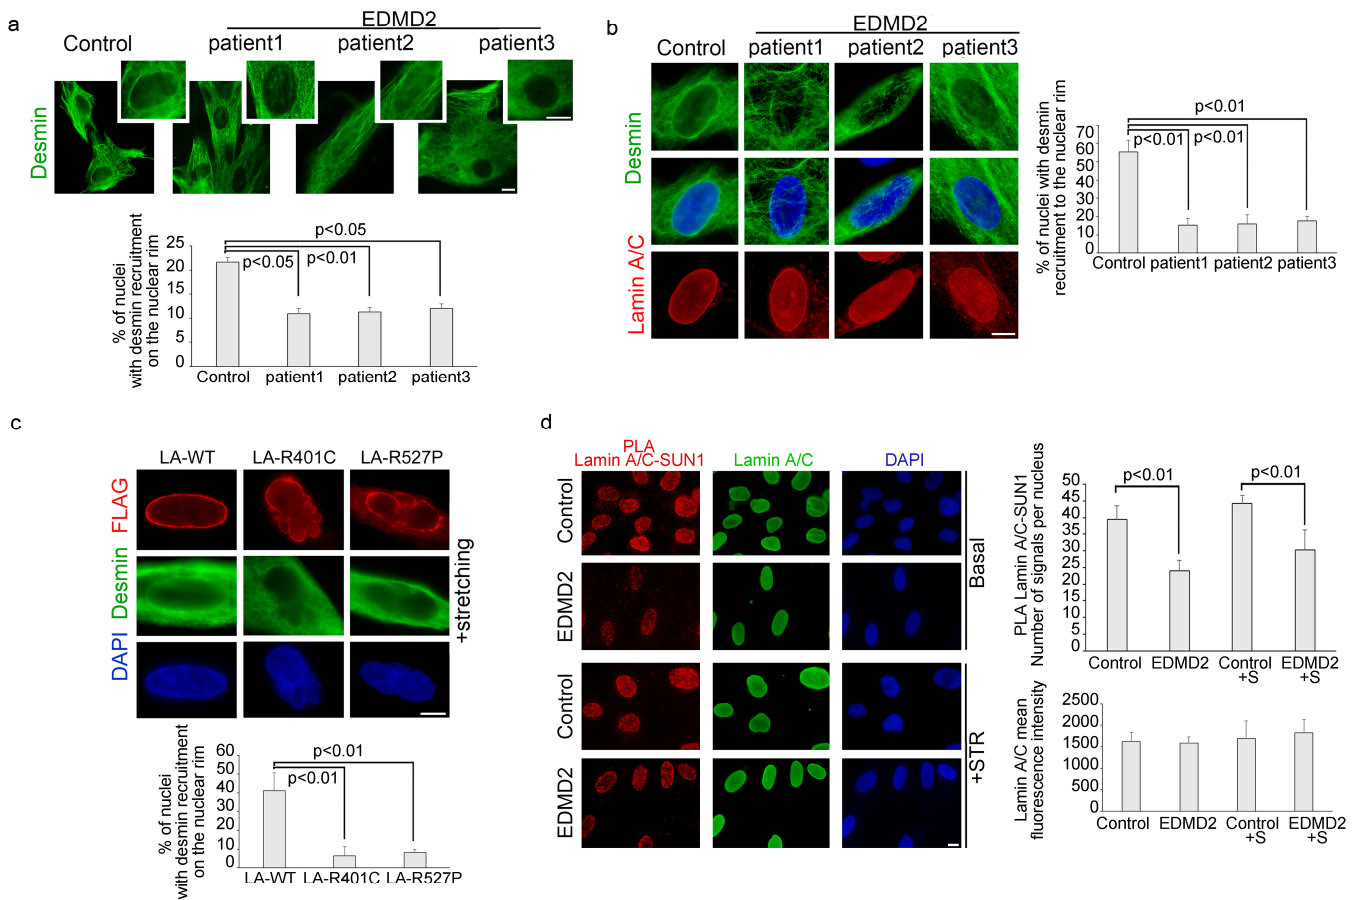 a
EDMD2
Control
patient1
patient2
patient3
Desmin
% of nuclei
with desmin recruitment
on the nuclear rim
25
20
15
10
5
0
p<0.05
p<0.05
p<0.01
Control
patient1
patient2
patient3
b
EDMD2
Control
patient1
patient2
patient3
Desmin
Lamin A/C
% of nuclei with desmin
recruitment to the nuclear rim
70
60
50
40
30
20
10
0
p<0.01
p<0.01
p<0.01
Control
patient1
patient2
patient3
c
LA-WT
LA-R401C
LA-R527P
FLAG
Desmin
DAPI
+stretching
% of nuclei
with desmin recruitment
on the nuclear rim
60
50
40
30
20
10
0
p<0.01
p<0.01
LA-WT
LA-R401C
LA-R527P
d
PLA
Lamin A/C-SUN1
Lamin A/C
DAPI
Control
EDMD2
Basal
Control
EDMD2
+STR
PLA Lamin A/C-SUN1
Number of signals per nucleus
50
45
40
35
30
25
20
15
10
5
0
p<0.01
p<0.01
Control
EDMD2
Control
+S
EDMD2
+S
Lamin A/C mean
fluorescence intensity
2500
2000
1500
1000
500
0
Control
EDMD2
Control
+S
EDMD2
+S